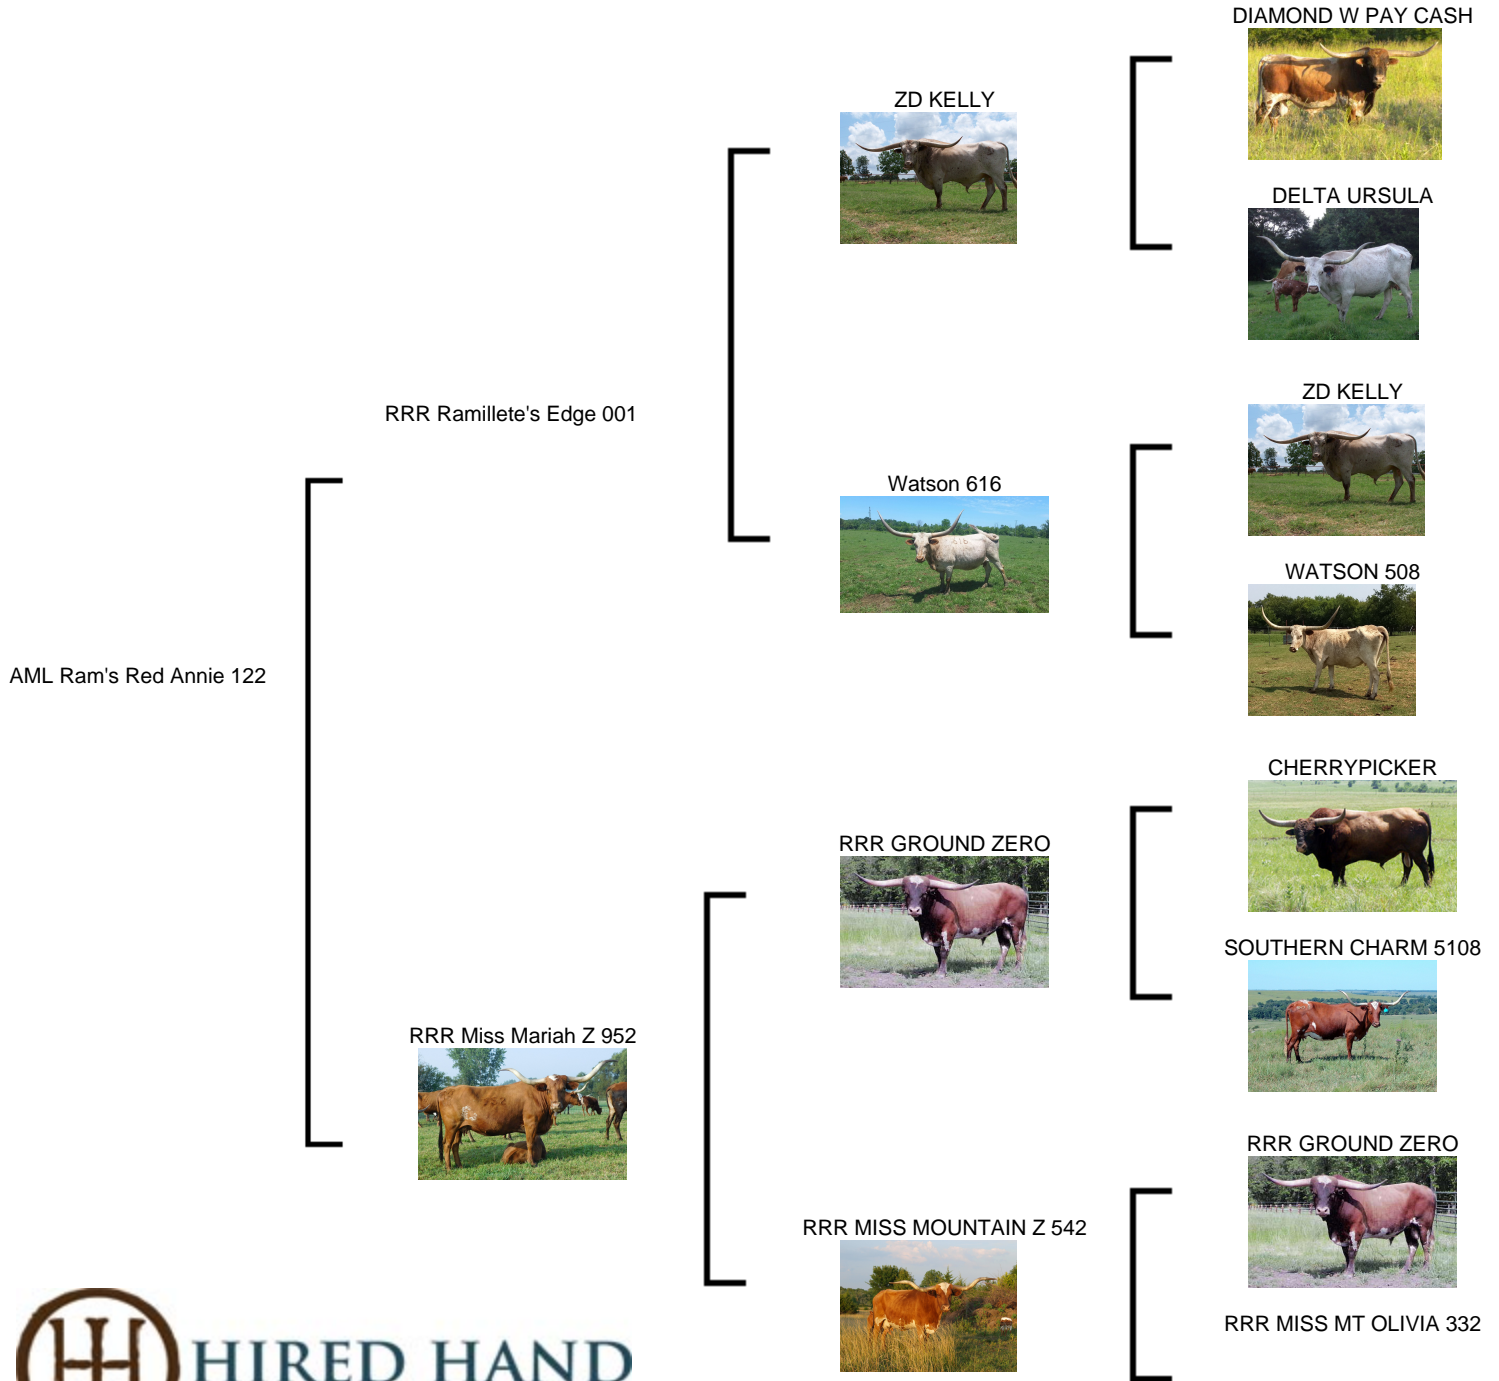 DIAMOND W PAY CASH
ZD KELLY
DELTA URSULA
RRR Ramillete's Edge 001
ZD KELLY
Watson 616
WATSON 508
AML Ram's Red Annie 122
CHERRYPICKER
RRR GROUND ZERO
SOUTHERN CHARM 5108
RRR Miss Mariah Z 952
RRR GROUND ZERO
RRR MISS MOUNTAIN Z 542
RRR MISS MT OLIVIA 332
HIRED HAND